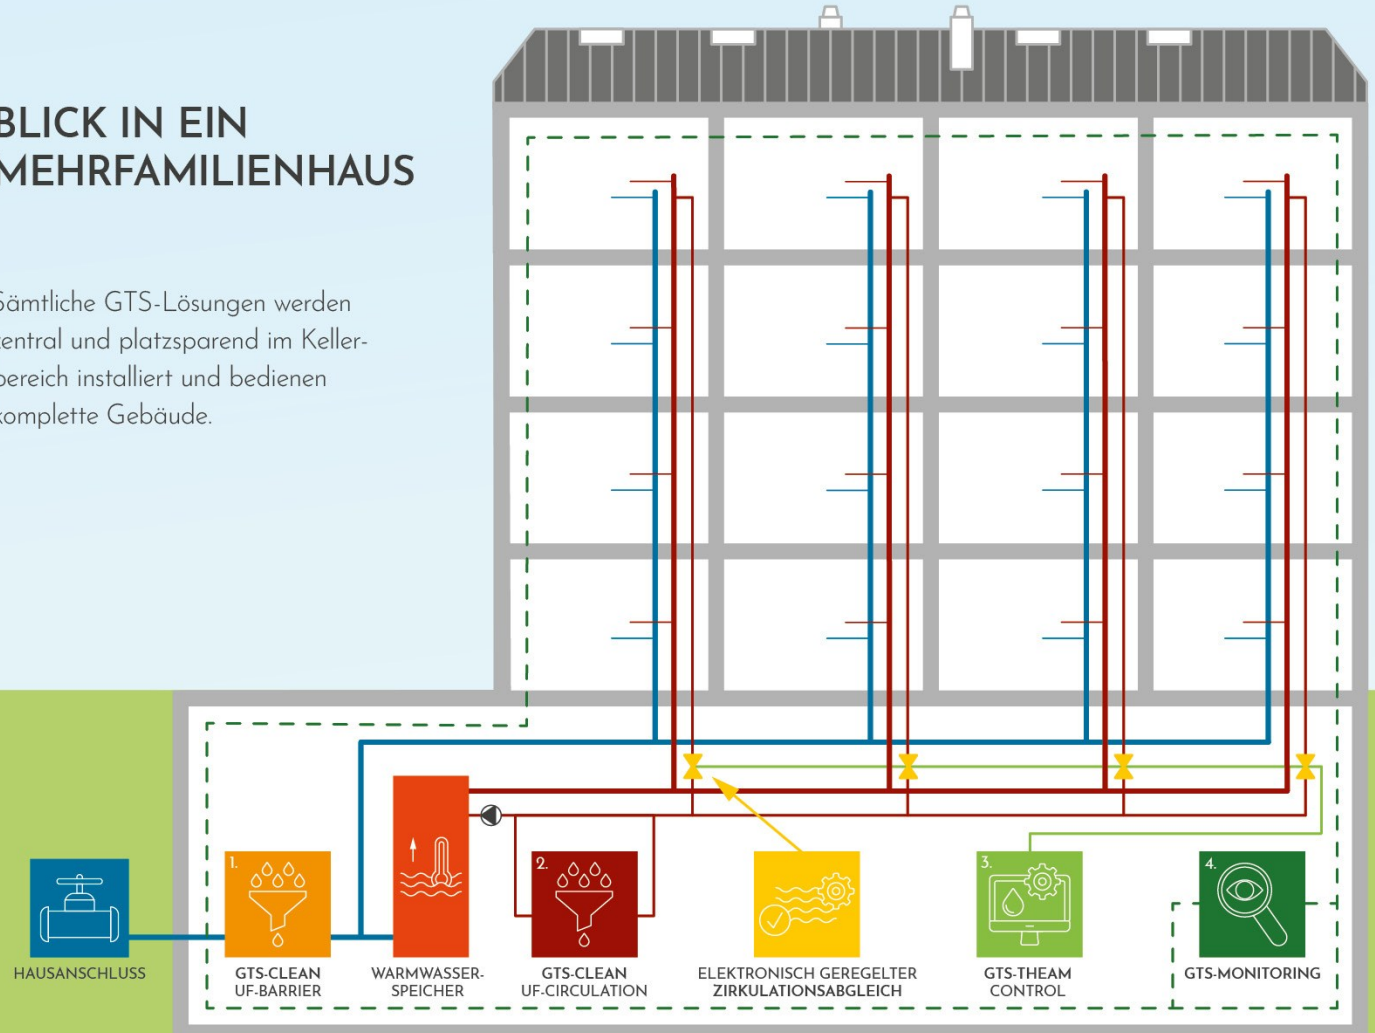 BLICK IN EIN
MEHRFAMILIENHAUS
Sämtliche GTS-Lösungen werden
zentral und platzsparend im Keller-
bereich installiert und bedienen
komplette Gebäude.
HAUSANSCHLUSS
1.
GTS-CLEAN
UF-BARRIER
WARMWASSER-
SPEICHER
2.
GTS-CLEAN
UF-CIRCULATION
ELEKTRONISCH GEREGELTER
ZIRKULATIONSABGLEICH
3.
GTS-THEAM
CONTROL
4.
GTS-MONITORING